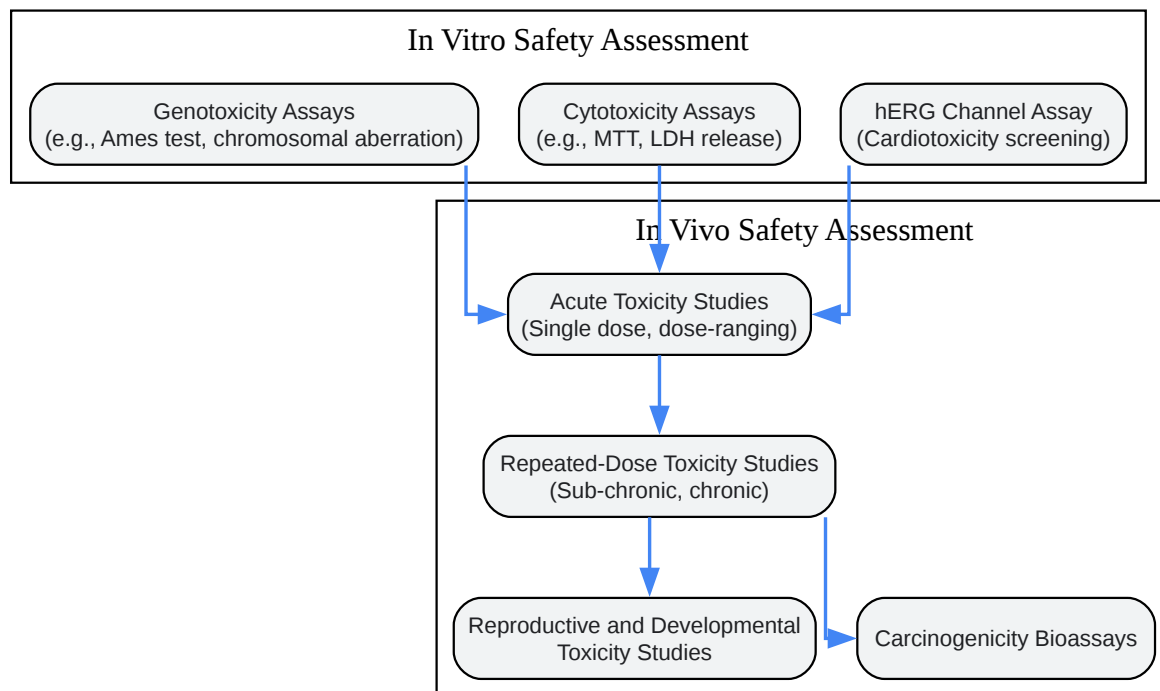 In Vitro Safety Assessment
Genotoxicity Assays
(e.g., Ames test, chromosomal aberration)
Cytotoxicity Assays
(e.g., MTT, LDH release)
hERG Channel Assay
(Cardiotoxicity screening)
In Vivo Safety Assessment
Acute Toxicity Studies
(Single dose, dose-ranging)
Repeated-Dose Toxicity Studies
(Sub-chronic, chronic)
Reproductive and Developmental
Toxicity Studies
Carcinogenicity Bioassays